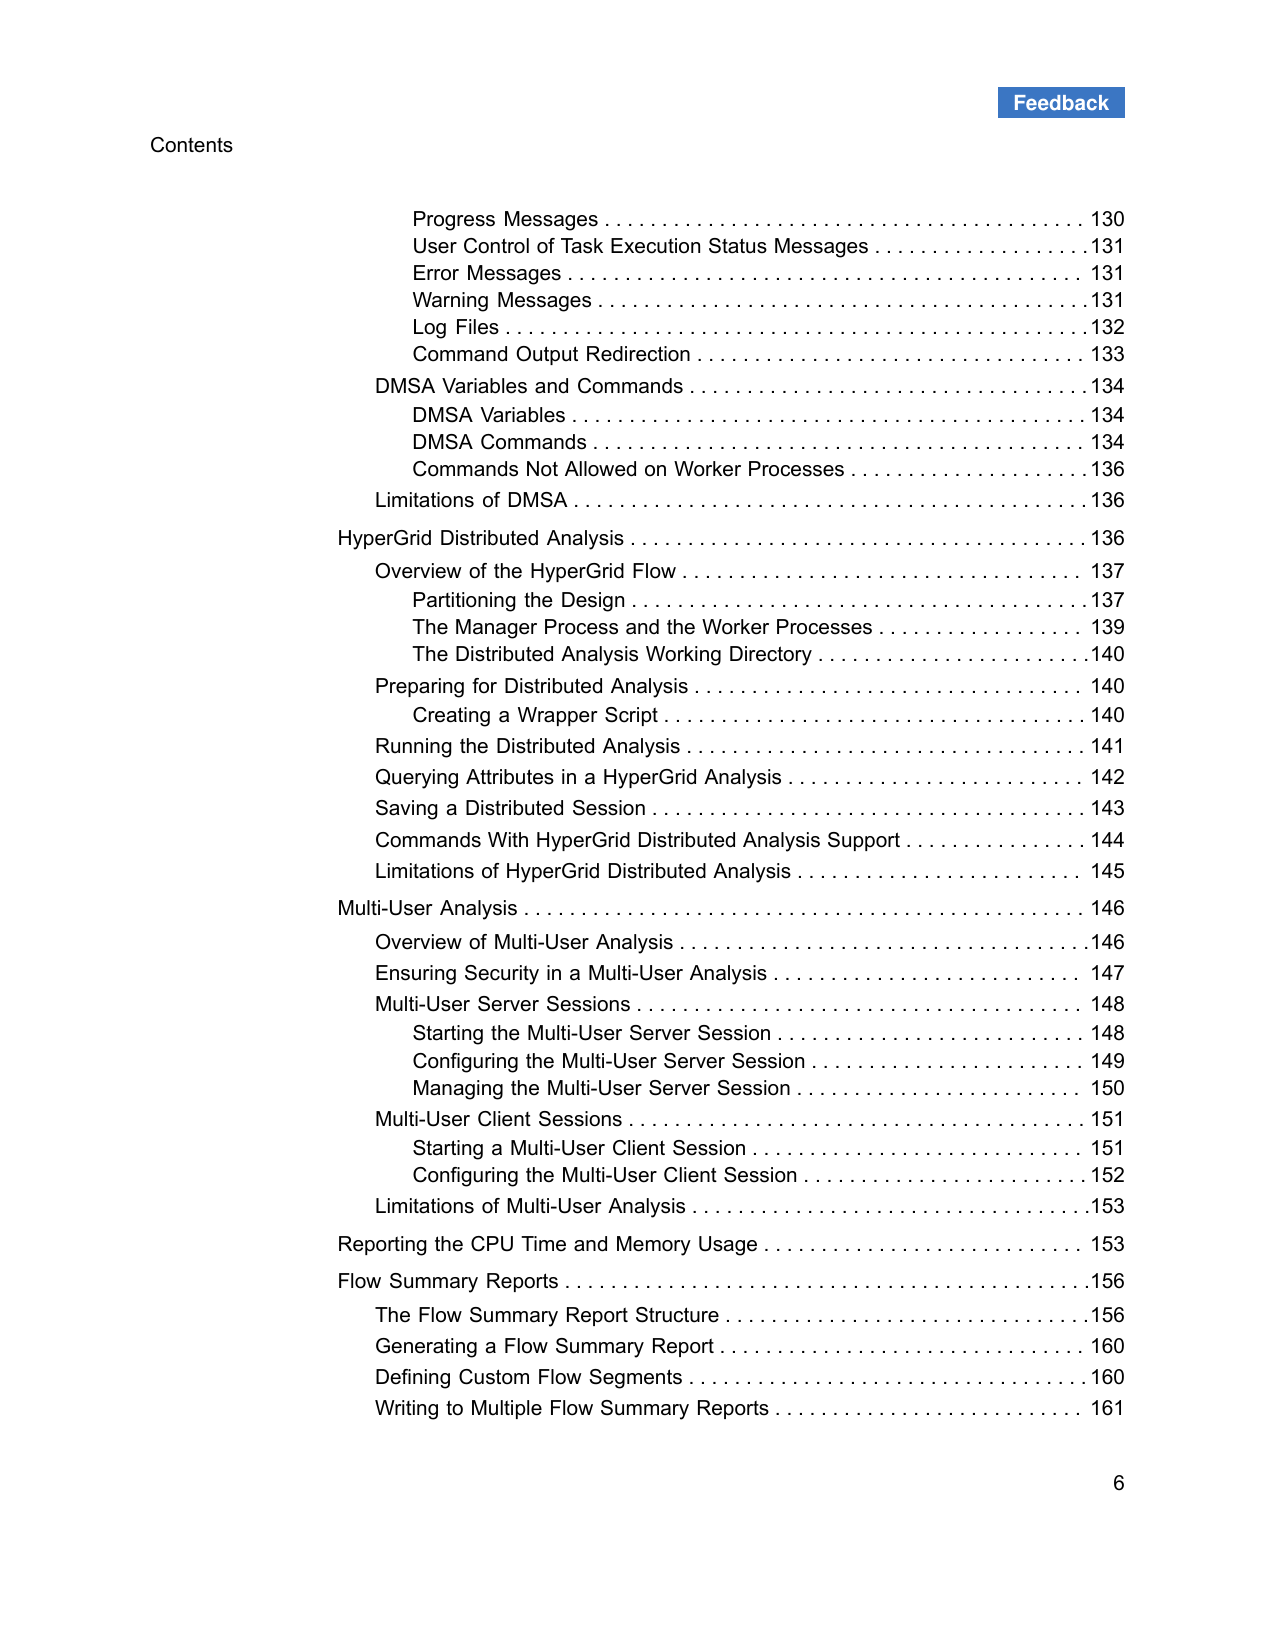 Feedback
Contents
Progress Messages . . . . . . . . . . . . . . . . . . . . . . . . . . . . . . . . . . . . . . . . . . 130
User Control of Task Execution Status Messages . . . . . . . . . . . . . . . . . . .131
Error Messages . . . . . . . . . . . . . . . . . . . . . . . . . . . . . . . . . . . . . . . . . . . . . 131
Warning Messages . . . . . . . . . . . . . . . . . . . . . . . . . . . . . . . . . . . . . . . . . . .131
Log Files . . . . . . . . . . . . . . . . . . . . . . . . . . . . . . . . . . . . . . . . . . . . . . . . . . .132
Command Output Redirection . . . . . . . . . . . . . . . . . . . . . . . . . . . . . . . . . . 133
DMSA Variables and Commands . . . . . . . . . . . . . . . . . . . . . . . . . . . . . . . . . . .134
DMSA Variables . . . . . . . . . . . . . . . . . . . . . . . . . . . . . . . . . . . . . . . . . . . . . 134
DMSA Commands . . . . . . . . . . . . . . . . . . . . . . . . . . . . . . . . . . . . . . . . . . . 134
Commands Not Allowed on Worker Processes . . . . . . . . . . . . . . . . . . . . .136
Limitations of DMSA . . . . . . . . . . . . . . . . . . . . . . . . . . . . . . . . . . . . . . . . . . . . .136
HyperGrid Distributed Analysis . . . . . . . . . . . . . . . . . . . . . . . . . . . . . . . . . . . . . . . . 136
Overview of the HyperGrid Flow . . . . . . . . . . . . . . . . . . . . . . . . . . . . . . . . . . . 137
Partitioning the Design . . . . . . . . . . . . . . . . . . . . . . . . . . . . . . . . . . . . . . . .137
The Manager Process and the Worker Processes . . . . . . . . . . . . . . . . . . 139
The Distributed Analysis Working Directory . . . . . . . . . . . . . . . . . . . . . . . .140
Preparing for Distributed Analysis . . . . . . . . . . . . . . . . . . . . . . . . . . . . . . . . . . 140
Creating a Wrapper Script . . . . . . . . . . . . . . . . . . . . . . . . . . . . . . . . . . . . . 140
Running the Distributed Analysis . . . . . . . . . . . . . . . . . . . . . . . . . . . . . . . . . . . 141
Querying Attributes in a HyperGrid Analysis . . . . . . . . . . . . . . . . . . . . . . . . . . 142
Saving a Distributed Session . . . . . . . . . . . . . . . . . . . . . . . . . . . . . . . . . . . . . . 143
Commands With HyperGrid Distributed Analysis Support . . . . . . . . . . . . . . . . 144
Limitations of HyperGrid Distributed Analysis . . . . . . . . . . . . . . . . . . . . . . . . . 145
Multi-User Analysis . . . . . . . . . . . . . . . . . . . . . . . . . . . . . . . . . . . . . . . . . . . . . . . . . 146
Overview of Multi-User Analysis . . . . . . . . . . . . . . . . . . . . . . . . . . . . . . . . . . . .146
Ensuring Security in a Multi-User Analysis . . . . . . . . . . . . . . . . . . . . . . . . . . . 147
Multi-User Server Sessions . . . . . . . . . . . . . . . . . . . . . . . . . . . . . . . . . . . . . . . 148
Starting the Multi-User Server Session . . . . . . . . . . . . . . . . . . . . . . . . . . . 148
Configuring the Multi-User Server Session . . . . . . . . . . . . . . . . . . . . . . . . 149
Managing the Multi-User Server Session . . . . . . . . . . . . . . . . . . . . . . . . . 150
Multi-User Client Sessions . . . . . . . . . . . . . . . . . . . . . . . . . . . . . . . . . . . . . . . . 151
Starting a Multi-User Client Session . . . . . . . . . . . . . . . . . . . . . . . . . . . . . 151
Configuring the Multi-User Client Session . . . . . . . . . . . . . . . . . . . . . . . . . 152
Limitations of Multi-User Analysis . . . . . . . . . . . . . . . . . . . . . . . . . . . . . . . . . . .153
Reporting the CPU Time and Memory Usage . . . . . . . . . . . . . . . . . . . . . . . . . . . . 153
Flow Summary Reports . . . . . . . . . . . . . . . . . . . . . . . . . . . . . . . . . . . . . . . . . . . . . .156
The Flow Summary Report Structure . . . . . . . . . . . . . . . . . . . . . . . . . . . . . . . .156
Generating a Flow Summary Report . . . . . . . . . . . . . . . . . . . . . . . . . . . . . . . . 160
Defining Custom Flow Segments . . . . . . . . . . . . . . . . . . . . . . . . . . . . . . . . . . . 160
Writing to Multiple Flow Summary Reports . . . . . . . . . . . . . . . . . . . . . . . . . . . 161
6